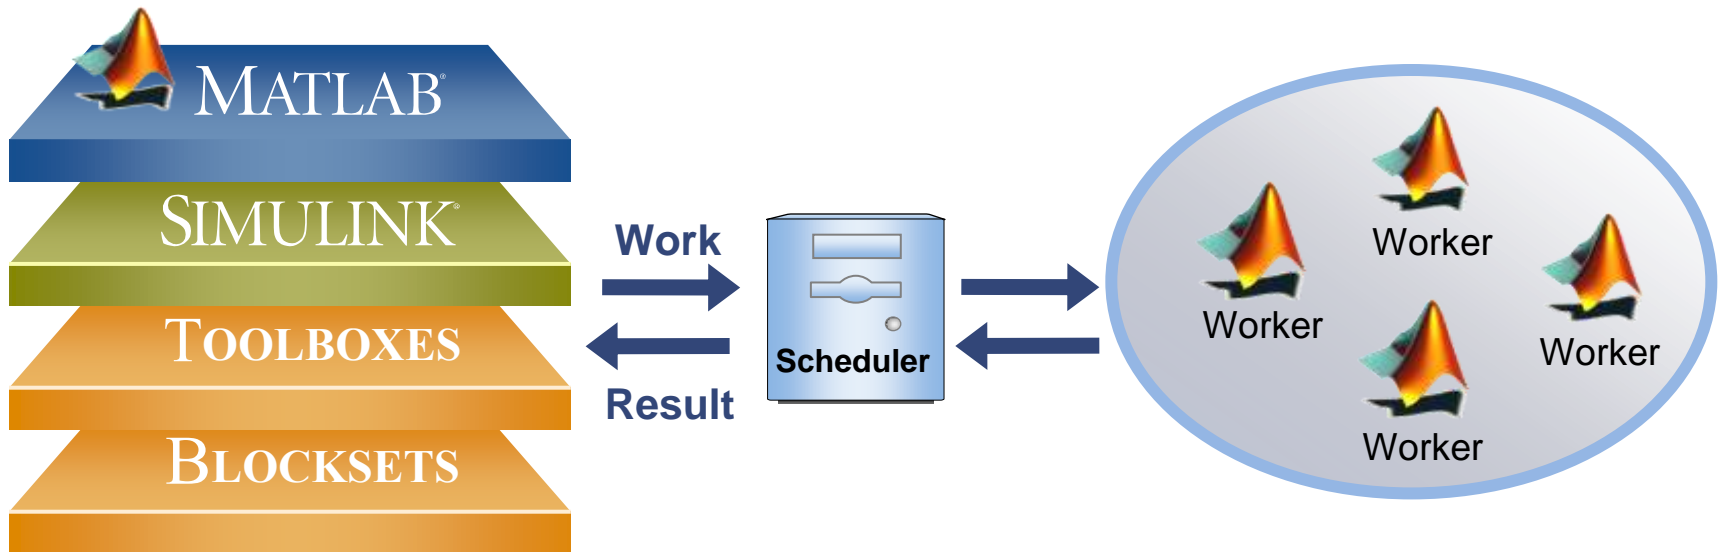 MATLAB®
SIMULINK®
TOOLBOXES
BLOCKSETS
Work
Result
Scheduler
Worker
Worker
Worker
Worker